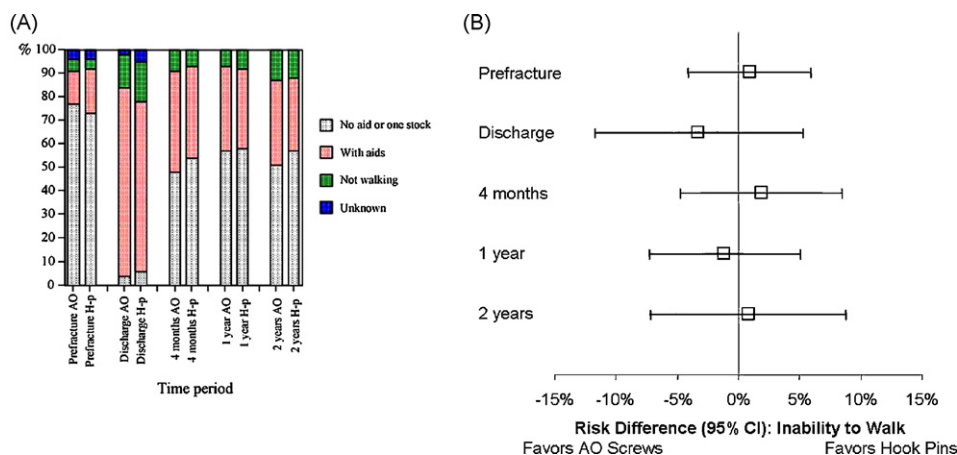 (A)
%
100
90
80
70
60
50
40
30
20
10
0
Prefracture AO
Prefracture H-p
Discharge AO
Discharge H-p
4 months AO
4 months H-p
1 year AO
1 year H-p
2 years AO
2 years H-p
Time period
No aid or one stock
With aids
Not walking
Unknown
(B)
Prefracture
Discharge
4 months
1 year
2 years
-15% -10% -5% 0% 5% 10% 15%
Risk Difference (95% CI): Inability to Walk
Favors AO Screws Favors Hook Pins